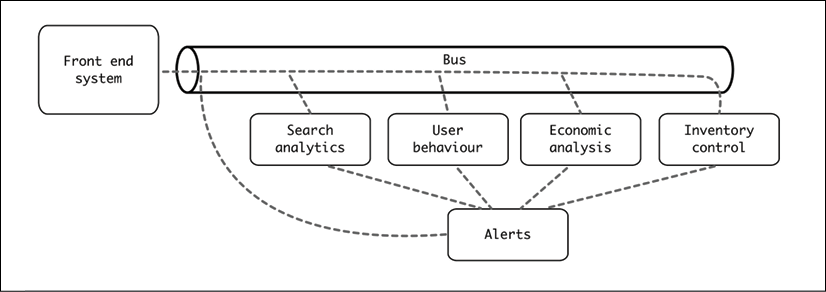 Front end
system
Bus
Search
analytics
User
behaviour
Economic
analysis
Inventory
control
Alerts